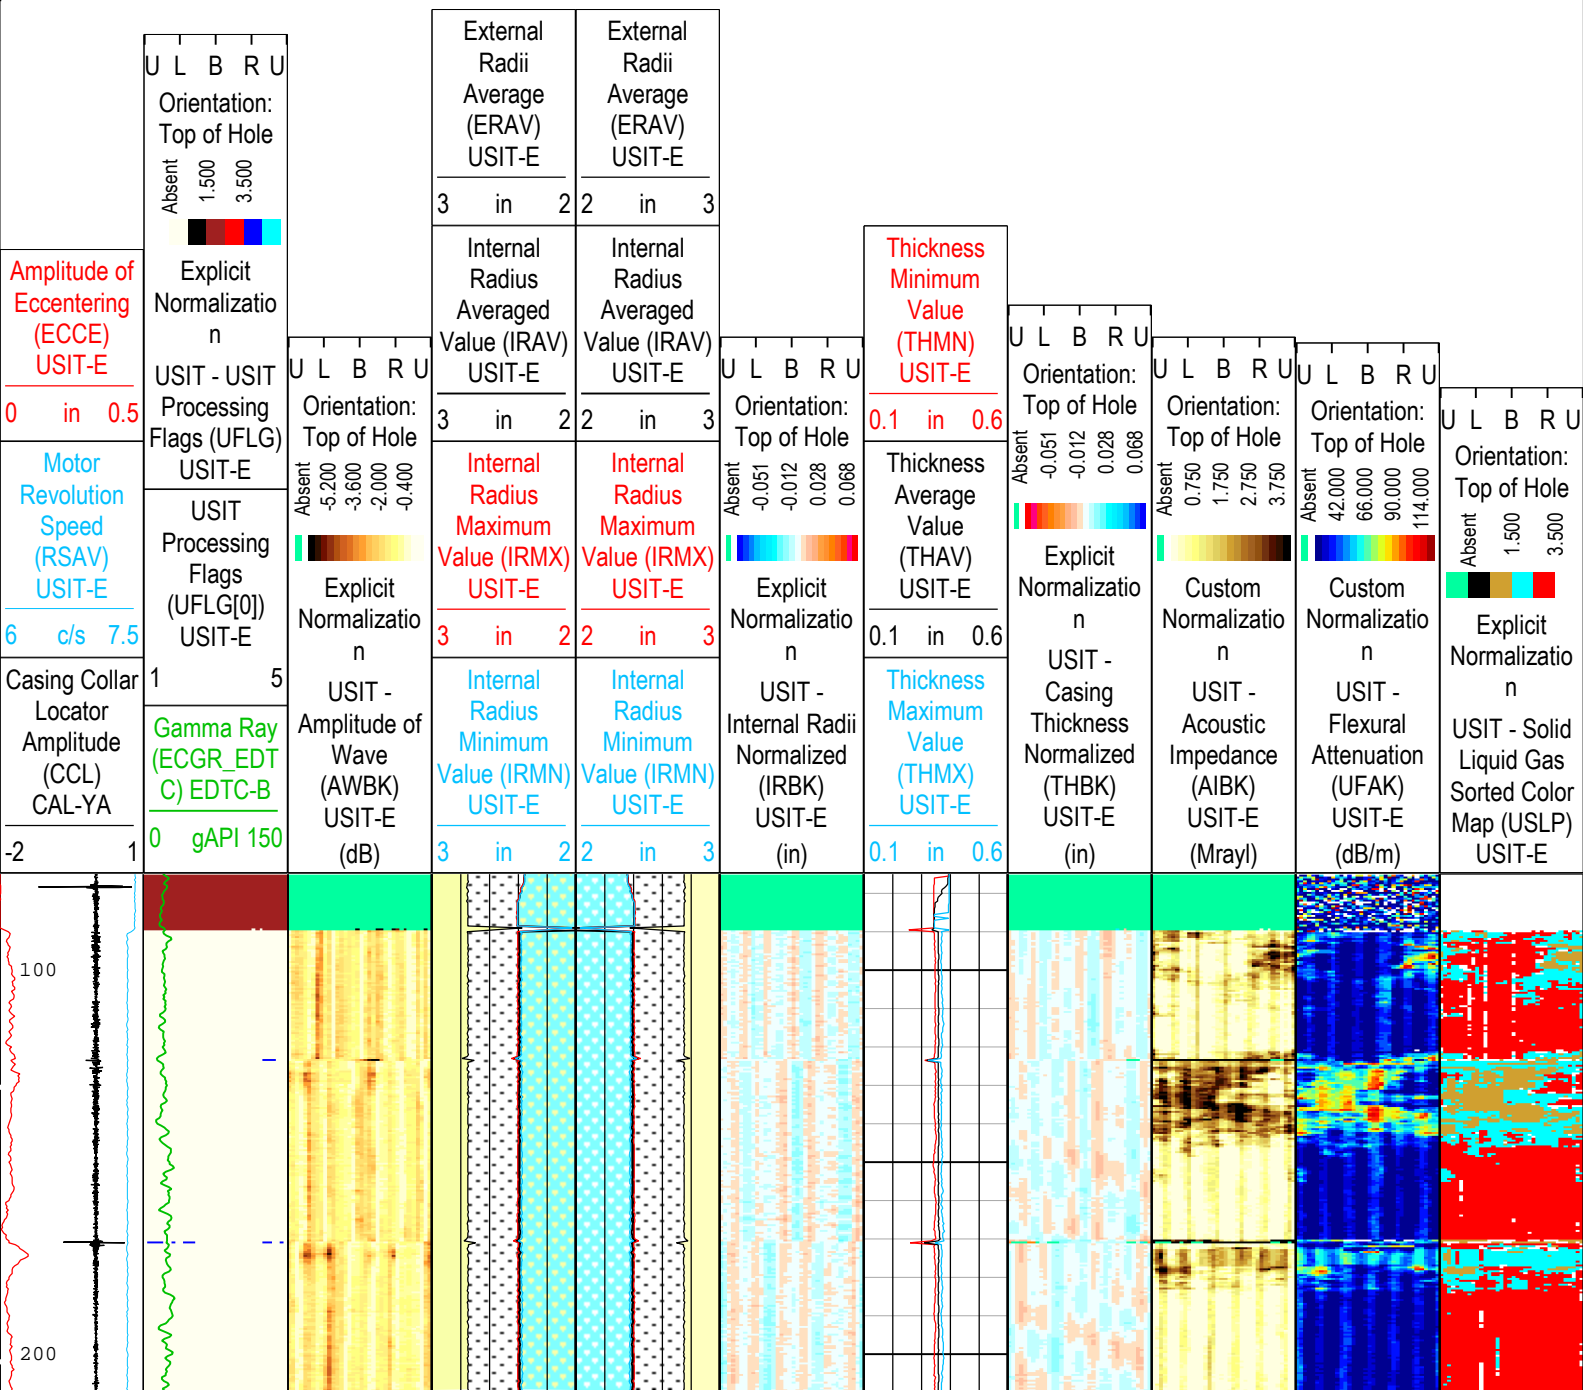 Amplitude of
Eccentering
(ECCE)
USIT-E
0 in 0.5
Motor
Revolution
Speed
(RSAV)
USIT-E
6 c/s 7.5
Casing Collar
Locator
Amplitude
(CCL)
CAL-YA
-2 1
U L B R U
Orientation:
Top of Hole
Absent
1.500
3.500
Explicit
Normalizatio
n
USIT - USIT
Processing
Flags (UFLG)
USIT-E
USIT
Processing
Flags
(UFLG[0])
USIT-E
1 5
Gamma Ray
(ECGR_EDT
C) EDTC-B
0 gAPI 150
U L B R U
Orientation:
Top of Hole
Absent
-5.200
-3.600
-2.000
-0.400
Explicit
Normalizatio
n
USIT -
Amplitude of
Wave
(AWBK)
USIT-E
(dB)
External
Radii
Average
(ERAV)
USIT-E
3 in 2
Internal
Radius
Averaged
Value (IRAV)
USIT-E
3 in 2
Internal
Radius
Maximum
Value (IRMX)
USIT-E
3 in 2
Internal
Radius
Minimum
Value (IRMN)
USIT-E
3 in 2
External
Radii
Average
(ERAV)
USIT-E
2 in 3
Internal
Radius
Averaged
Value (IRAV)
USIT-E
2 in 3
Internal
Radius
Maximum
Value (IRMX)
USIT-E
2 in 3
Internal
Radius
Minimum
Value (IRMN)
USIT-E
2 in 3
U L B R U
Orientation:
Top of Hole
Absent
-0.051
-0.012
0.028
0.068
Explicit
Normalizatio
n
USIT -
Internal Radii
Normalized
(IRBK)
USIT-E
(in)
Thickness
Minimum
Value
(THMN)
USIT-E
0.1 in 0.6
Thickness
Average
Value
(THAV)
USIT-E
0.1 in 0.6
Thickness
Maximum
Value
(THMX)
USIT-E
0.1 in 0.6
U L B R U
Orientation:
Top of Hole
Absent
-0.051
-0.012
0.028
0.068
Explicit
Normalizatio
n
USIT -
Casing
Thickness
Normalized
(THBK)
USIT-E
(in)
U L B R U
Orientation:
Top of Hole
Absent
0.750
1.750
2.750
3.750
Custom
Normalizatio
n
USIT -
Acoustic
Impedance
(AIBK)
USIT-E
(Mrayl)
U L B R U
Orientation:
Top of Hole
Absent
42.000
66.000
90.000
114.000
Custom
Normalizatio
n
USIT -
Flexural
Attenuation
(UFAK)
USIT-E
(dB/m)
U L B R U
Orientation:
Top of Hole
Absent
1.500
3.500
Explicit
Normalizatio
n
USIT - Solid
Liquid Gas
Sorted Color
Map (USLP)
USIT-E
100
200